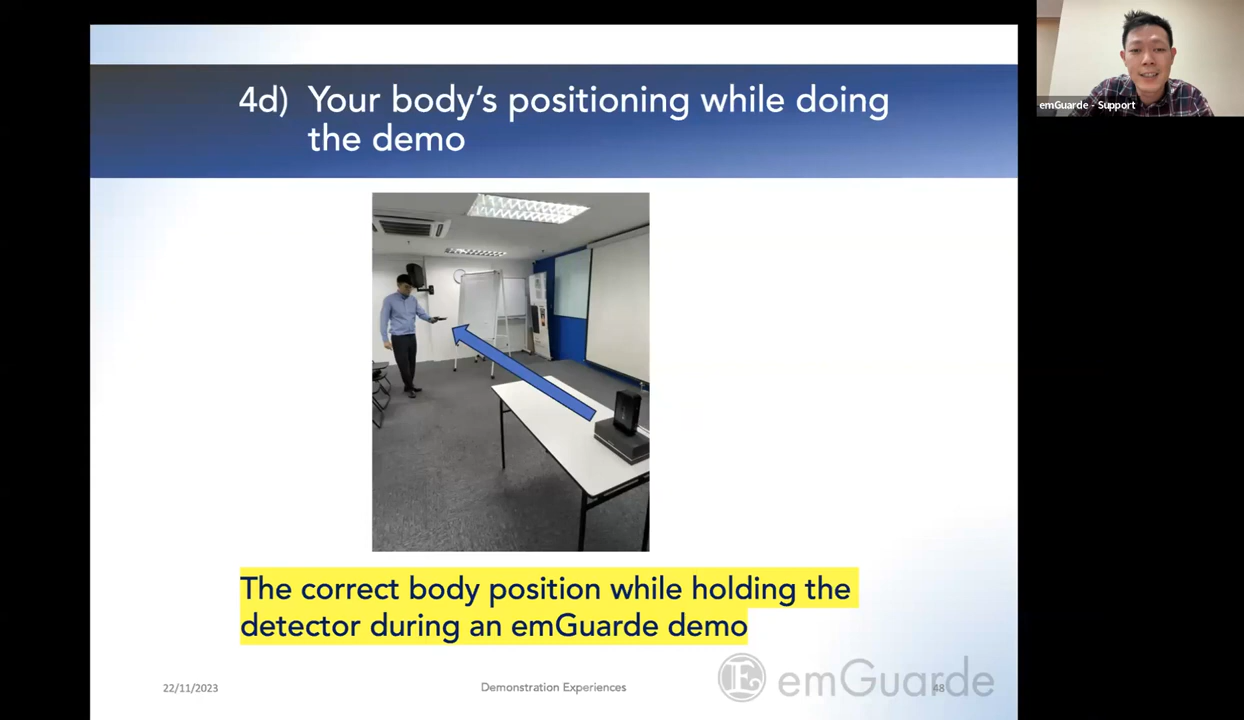 4d) Your body's positioning while doing
the demo
emGuarde - Support
The correct body position while holding the
detector during an emGuarde demo
22/11/2023
Demonstration Experiences
48
emGuarde